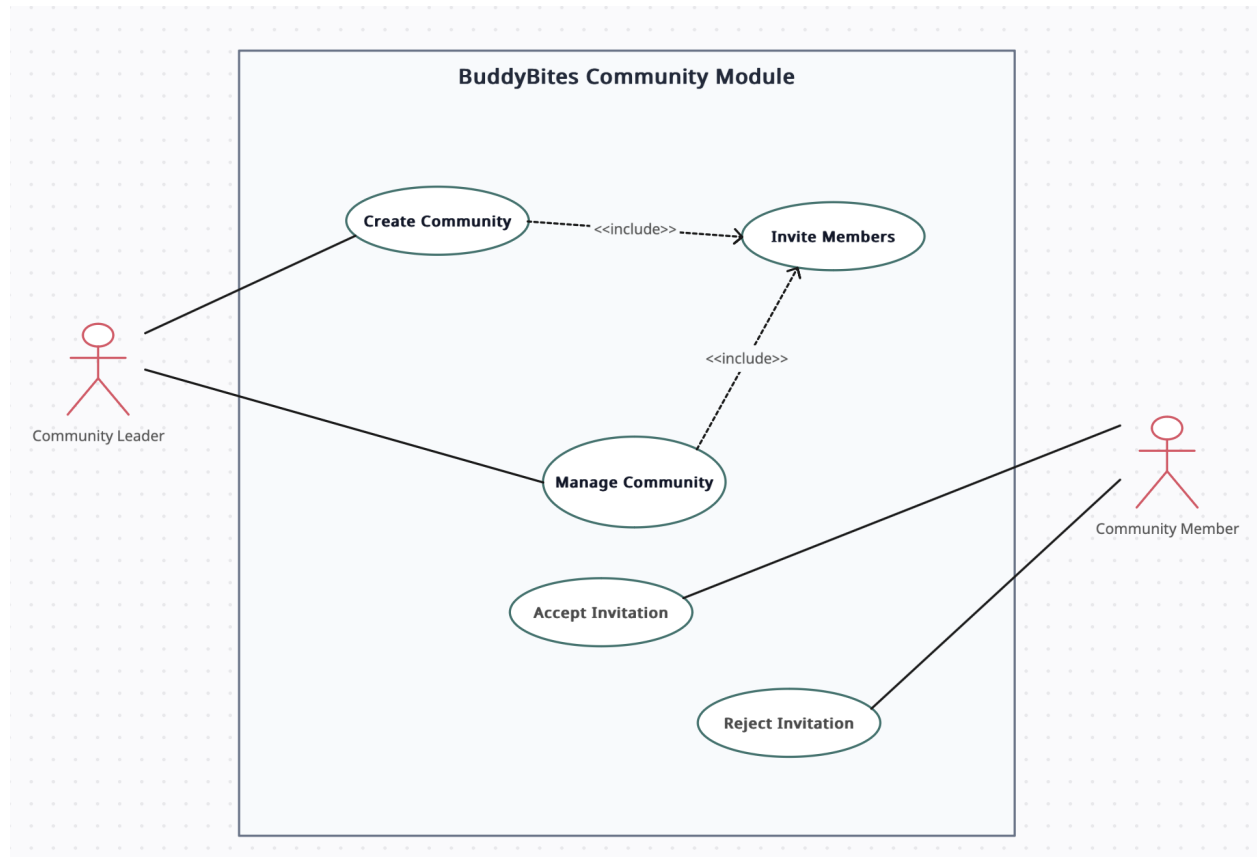 BuddyBites Community Module
Create Community
<<include>>
Invite Members
<<include>>
Community Leader
Manage Community
Community Member
Accept Invitation
Reject Invitation